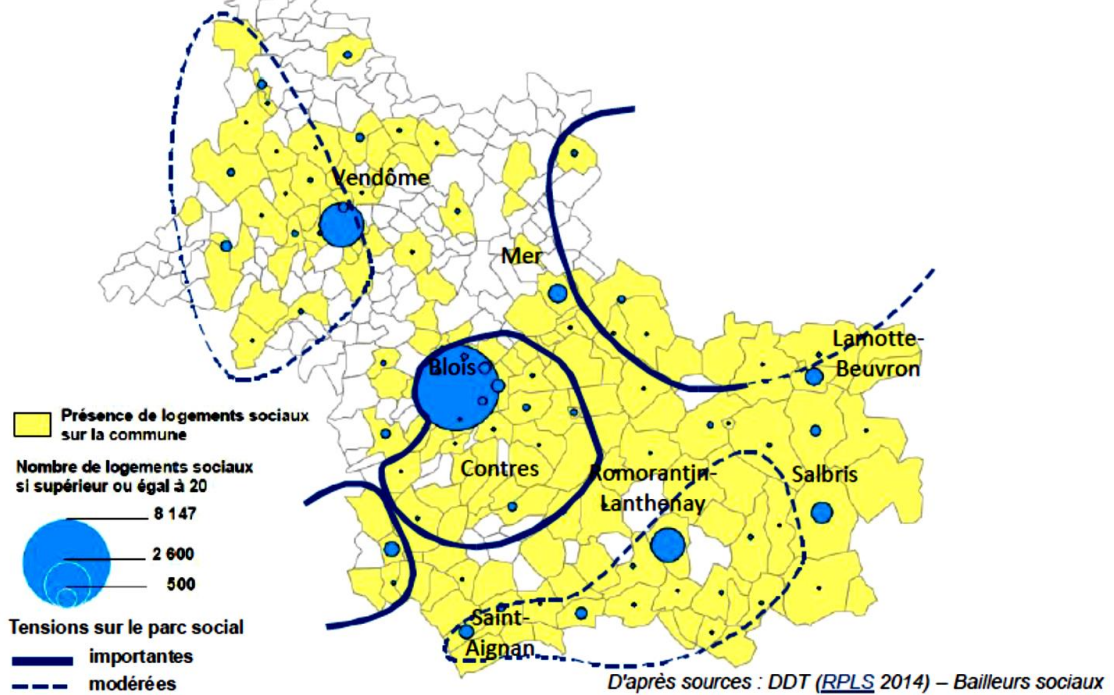 Vendôme
Mer
Lamotte-
Beuvron
Blois
Contres
Romorantin-
Lanthenay
Salbris
Saint-
Aignan
Présence de logements sociaux
sur la commune
Nombre de logements sociaux
si supérieur ou égal à 20
8 147
2 600
500
Tensions sur le parc social
importantes
modérées
D'après sources : DDT (RPLS 2014) – Bailleurs sociaux